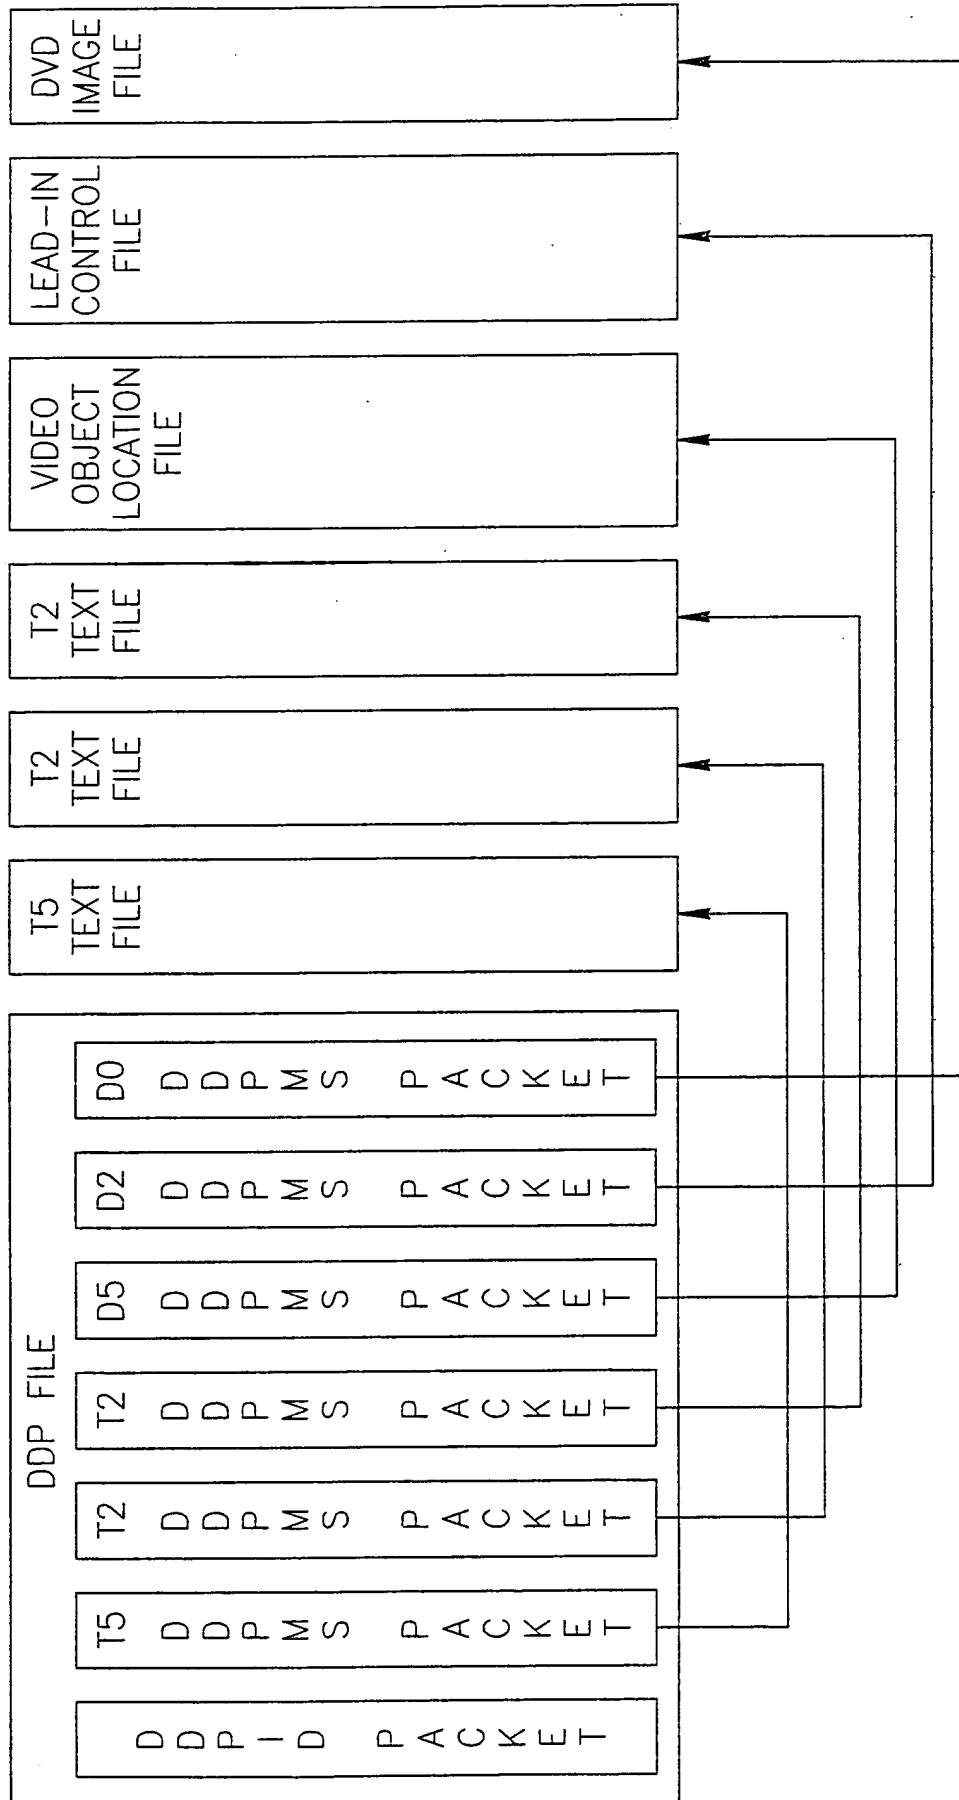 DDP FILE
DDPID PACKET
T5
DDPMS PACKET
T2
DDPMS PACKET
T2
DDPMS PACKET
D5
DDPMS PACKET
D2
DDPMS PACKET
D0
DDPMS PACKET
T5
TEXT
FILE
T2
TEXT
FILE
T2
TEXT
FILE
VIDEO
OBJECT
LOCATION
FILE
LEAD-IN
CONTROL
FILE
DVD
IMAGE
FILE